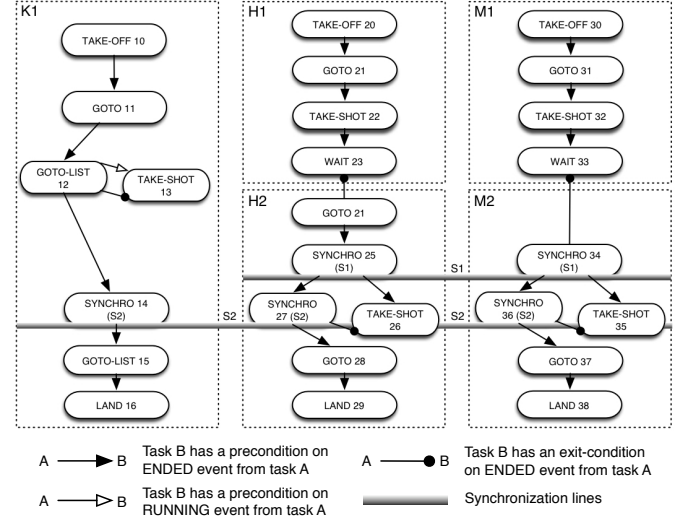 K1
TAKE-OFF 10
GOTO 11
GOTO-LIST
12
TAKE-SHOT
13
SYNCHRO 14
(S2)
GOTO-LIST 15
LAND 16
H1
TAKE-OFF 20
GOTO 21
TAKE-SHOT 22
WAIT 23
H2
GOTO 21
SYNCHRO 25
(S1)
SYNCHRO
27 (S2)
TAKE-SHOT
26
GOTO 28
LAND 29
M1
TAKE-OFF 30
GOTO 31
TAKE-SHOT 32
WAIT 33
M2
SYNCHRO 34
(S1)
SYNCHRO
36 (S2)
TAKE-SHOT
35
GOTO 37
LAND 38
S1
S2
S2
A B Task B has a precondition on
ENDED event from task A
A B Task B has an exit-condition
on ENDED event from task A
A B Task B has a precondition on
RUNNING event from task A
Synchronization lines